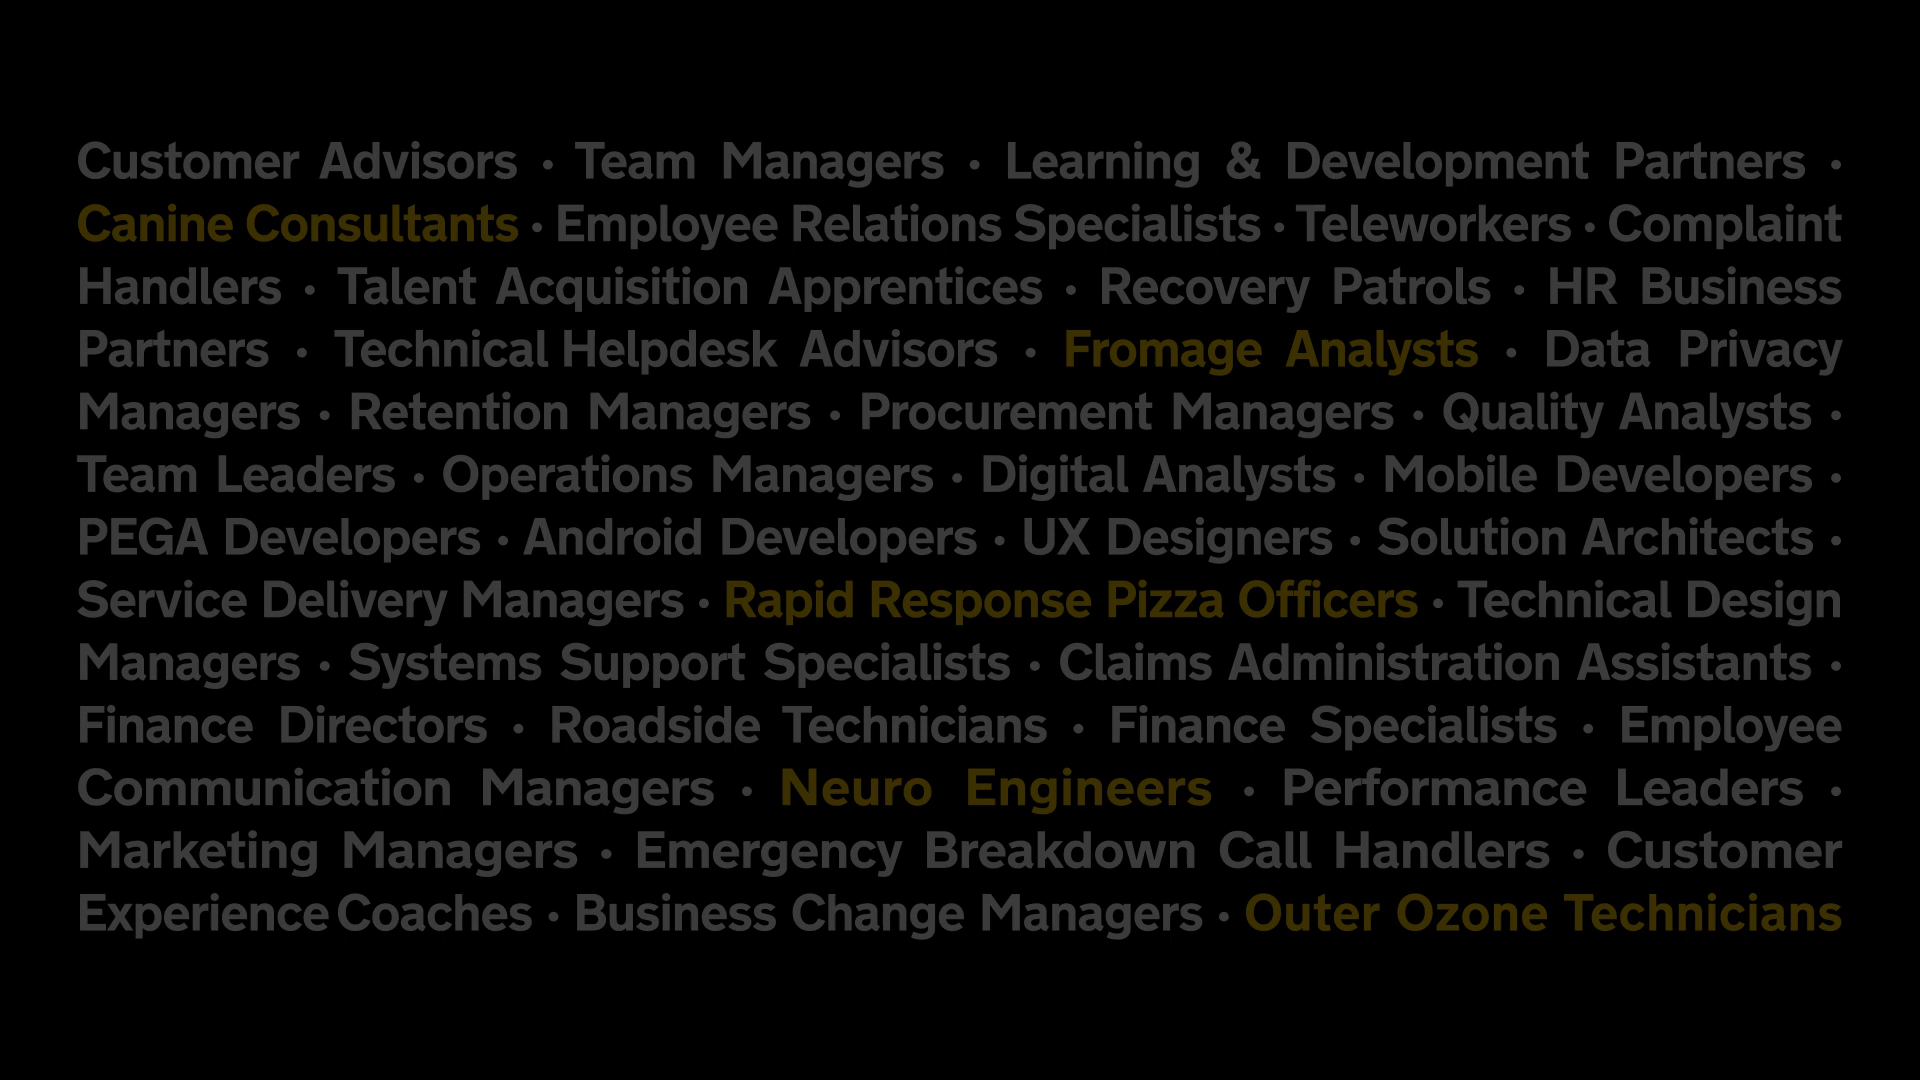 Customer Advisors • Team Managers • Learning & Development Partners •
Canine Consultants • Employee Relations Specialists • Teleworkers • Complaint
Handlers • Talent Acquisition Apprentices • Recovery Patrols • HR Business
Partners • Technical Helpdesk Advisors • Fromage Analysts • Data Privacy
Managers • Retention Managers • Procurement Managers • Quality Analysts •
Team Leaders • Operations Managers • Digital Analysts • Mobile Developers •
PEGA Developers • Android Developers • UX Designers • Solution Architects •
Service Delivery Managers • Rapid Response Pizza Officers • Technical Design
Managers • Systems Support Specialists • Claims Administration Assistants •
Finance Directors • Roadside Technicians • Finance Specialists • Employee
Communication Managers • Neuro Engineers • Performance Leaders •
Marketing Managers • Emergency Breakdown Call Handlers • Customer
Experience Coaches • Business Change Managers • Outer Ozone Technicians